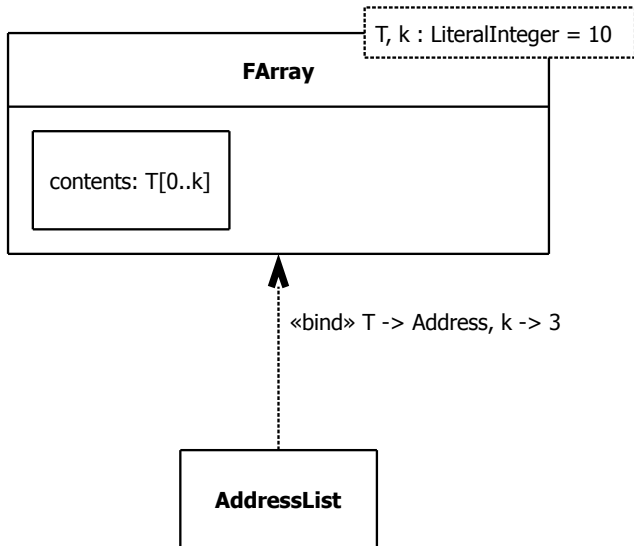 T, k : LiteralInteger = 10
FArray
contents: T[0..k]
«bind» T -> Address, k -> 3
AddressList